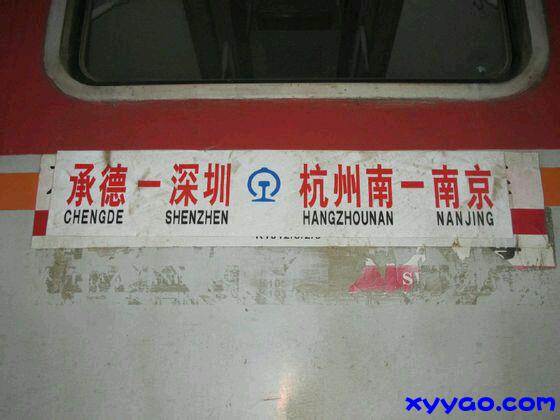 承德－深圳 杭州南－南京
CHENGDE SHENZHEN HANGZHOUNAN NANJING
xyyao.com